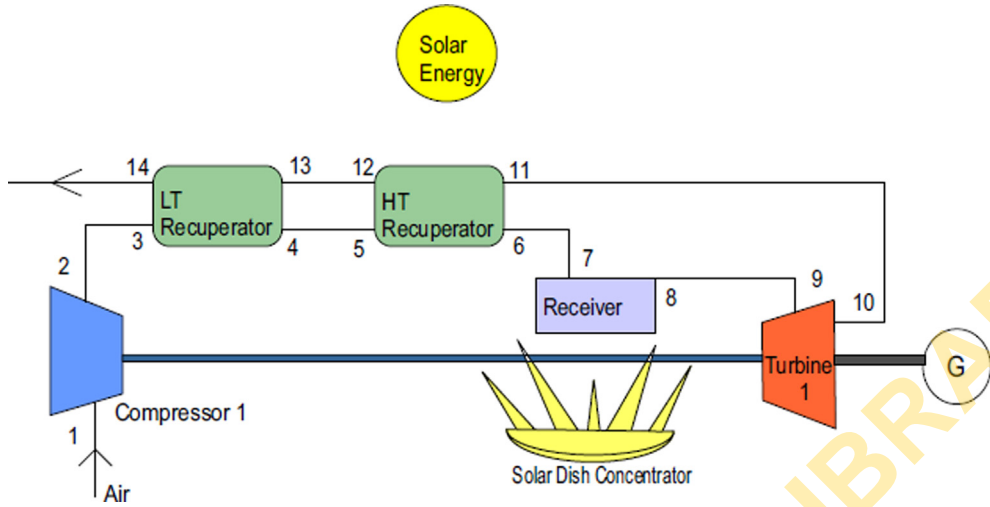 Solar
Energy
14
13
12
11
LT
Recuperator
HT
Recuperator
3
4
5
6
2
7
Receiver
8
9
10
Turbine
1
G
Compressor 1
1
Air
Solar Dish Concentrator